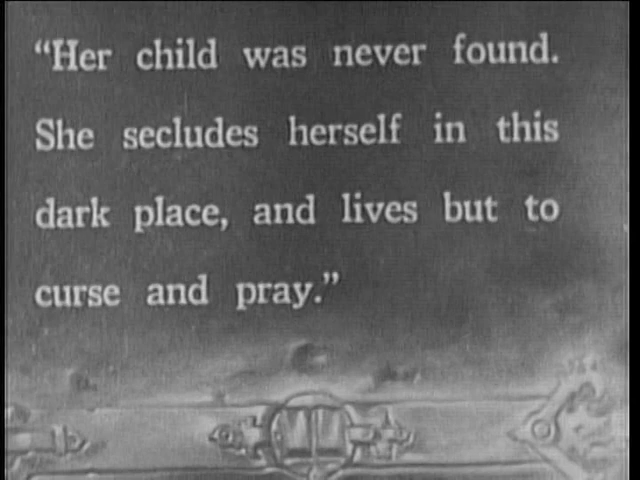 “Her child was never found.
She secludes herself in this
dark place, and lives but to
curse and pray.”